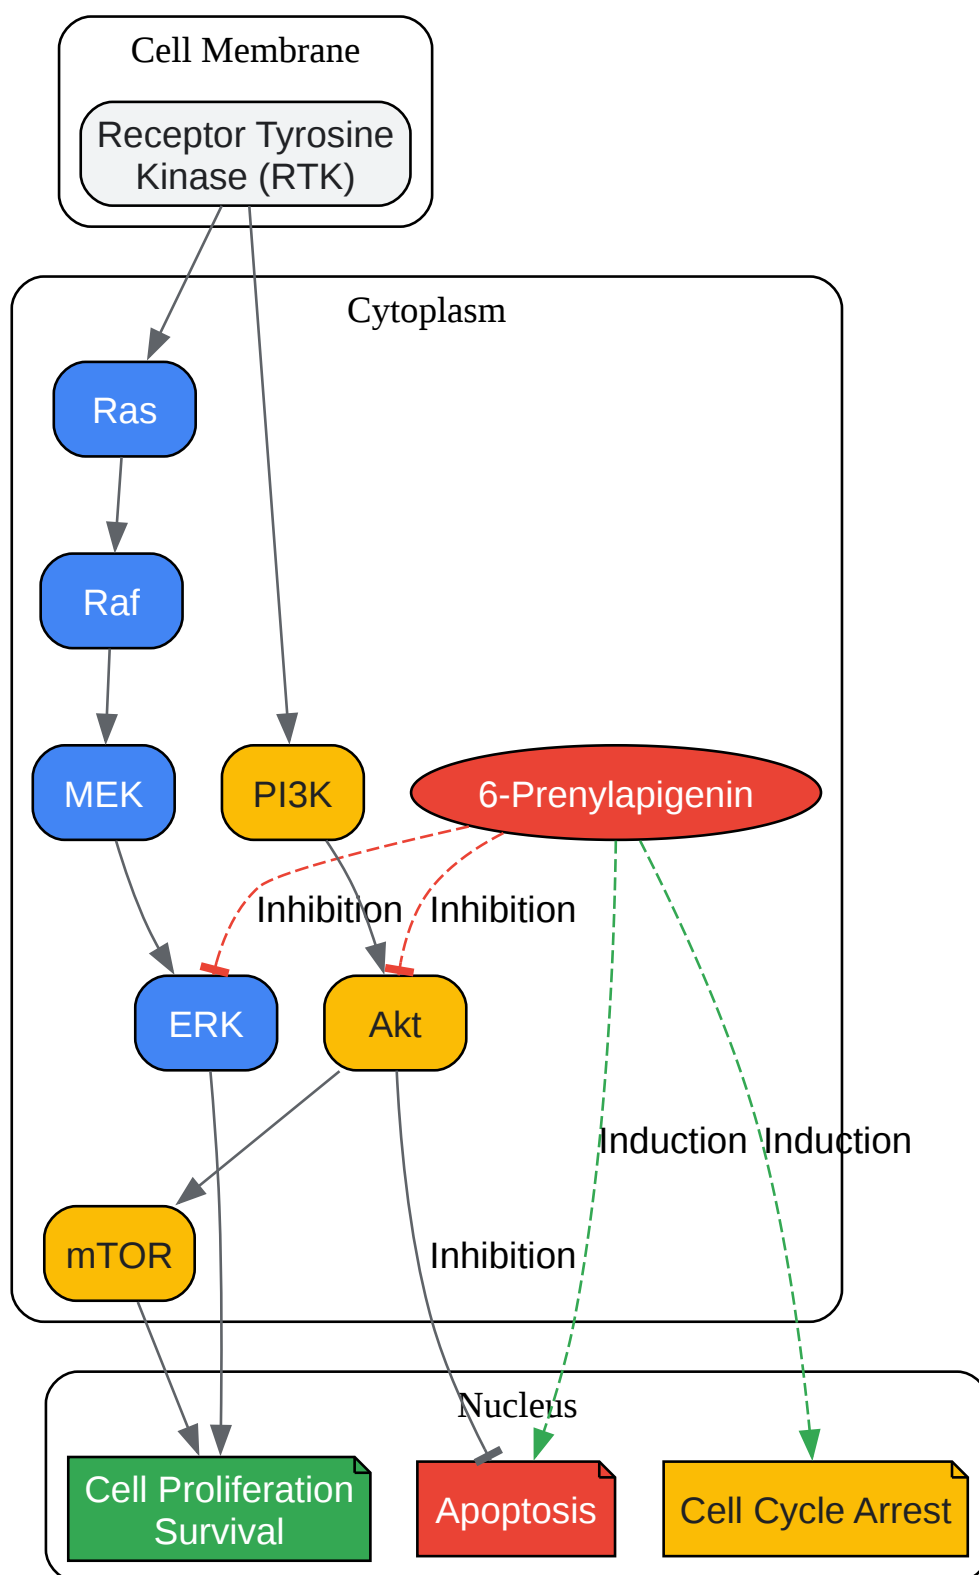 Cell Membrane
Receptor Tyrosine
Kinase (RTK)
Cytoplasm
Ras
Raf
MEK
PI3K
6-Prenylapigenin
Inhibition
Inhibition
ERK
Akt
Induction
Induction
mTOR
Inhibition
Nucleus
Cell Proliferation
Survival
Apoptosis
Cell Cycle Arrest